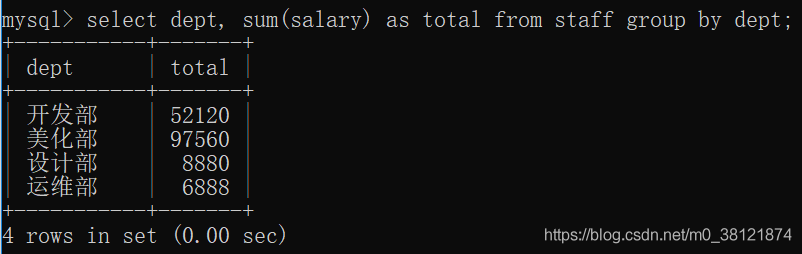 mysql> select dept, sum(salary) as total from staff group by dept;
+-----------+-------+
| dept | total |
+-----------+-------+
| 开发部 | 52120 |
| 美化部 | 97560 |
| 设计部 | 8880 |
| 运维部 | 6888 |
+-----------+-------+
4 rows in set (0.00 sec)
https://blog.csdn.net/m0_38121874